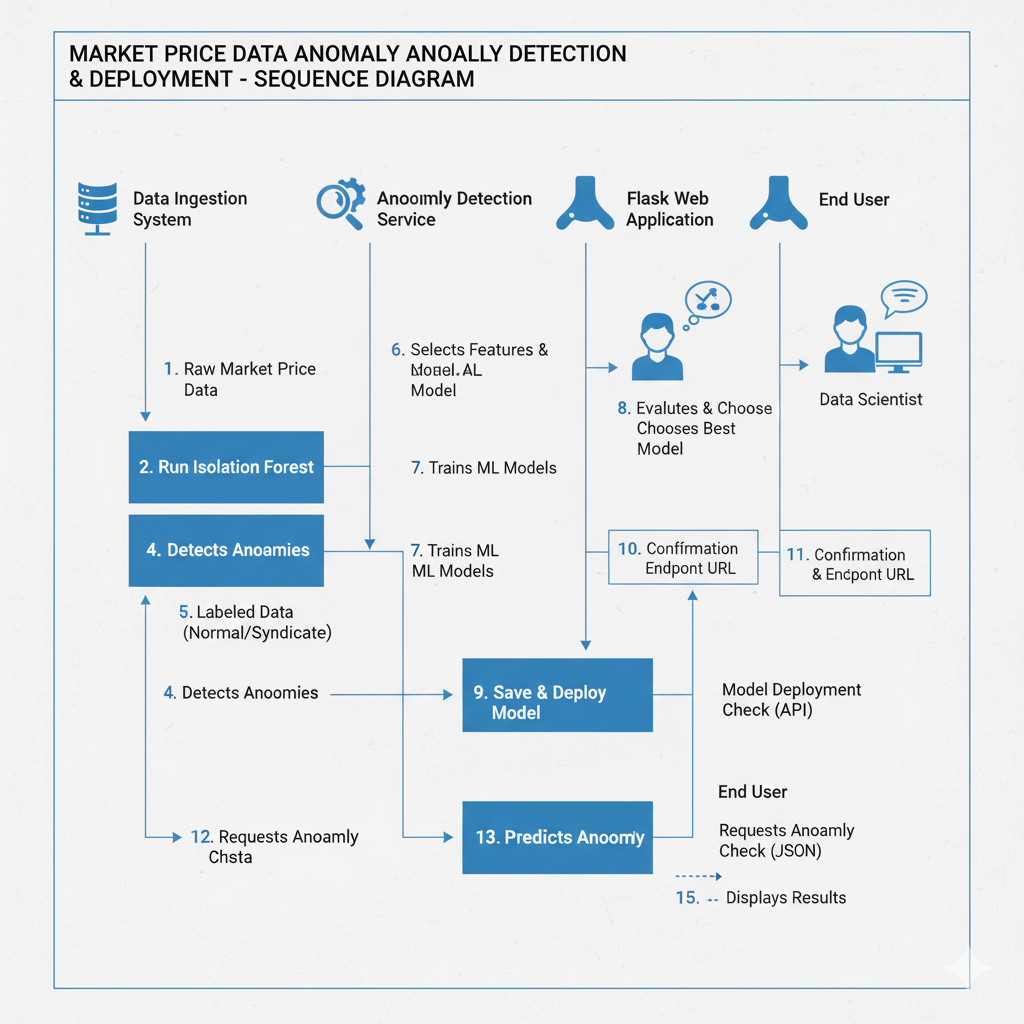 MARKET PRICE DATA ANOMALY ANOALLY DETECTION
& DEPLOYMENT - SEQUENCE DIAGRAM
Data Ingestion
System
Anoomly Detection
Service
Flask Web
Application
End User
1. Raw Market Price
Data
6. Selects Features &
Model
8. Evalutes & Choose
Chooses Best
Model
Data Scientist
2. Run Isolation Forest
7. Trains ML Models
4. Detects Anoamies
7. Trains ML
ML Models
10. Confirmation
Endpont URL
11. Confirmation
& Endpont URL
5. Labeled Data
(Normal/Syndicate)
4. Detects Anoomies
9. Save & Deploy
Model
Model Deployment
Check (API)
End User
12. Requests Anoamly
Chsta
13. Predicts Anoomy
Requests Anoamly
Check (JSON)
15. -- Displays Results